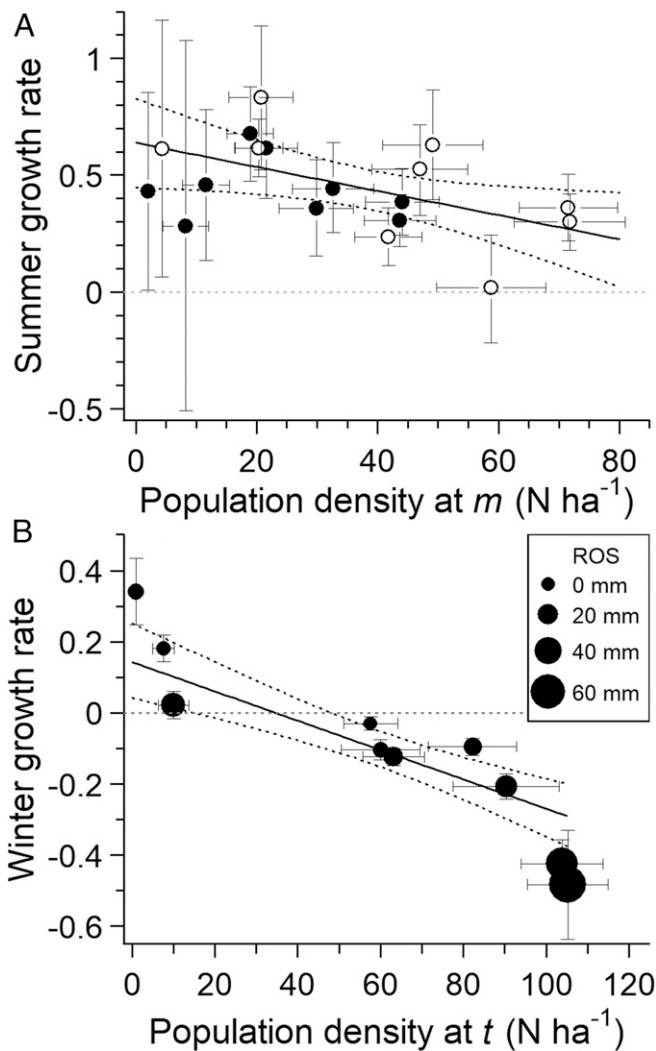 A
Summer growth rate
1
0.5
0
-0.5
0 20 40 60 80
Population density at m (N ha⁻¹)
B
Winter growth rate
0.4
0.2
0
-0.2
-0.4
-0.6
ROS
0 mm
20 mm
40 mm
60 mm
0 20 40 60 80 100 120
Population density at t (N ha⁻¹)